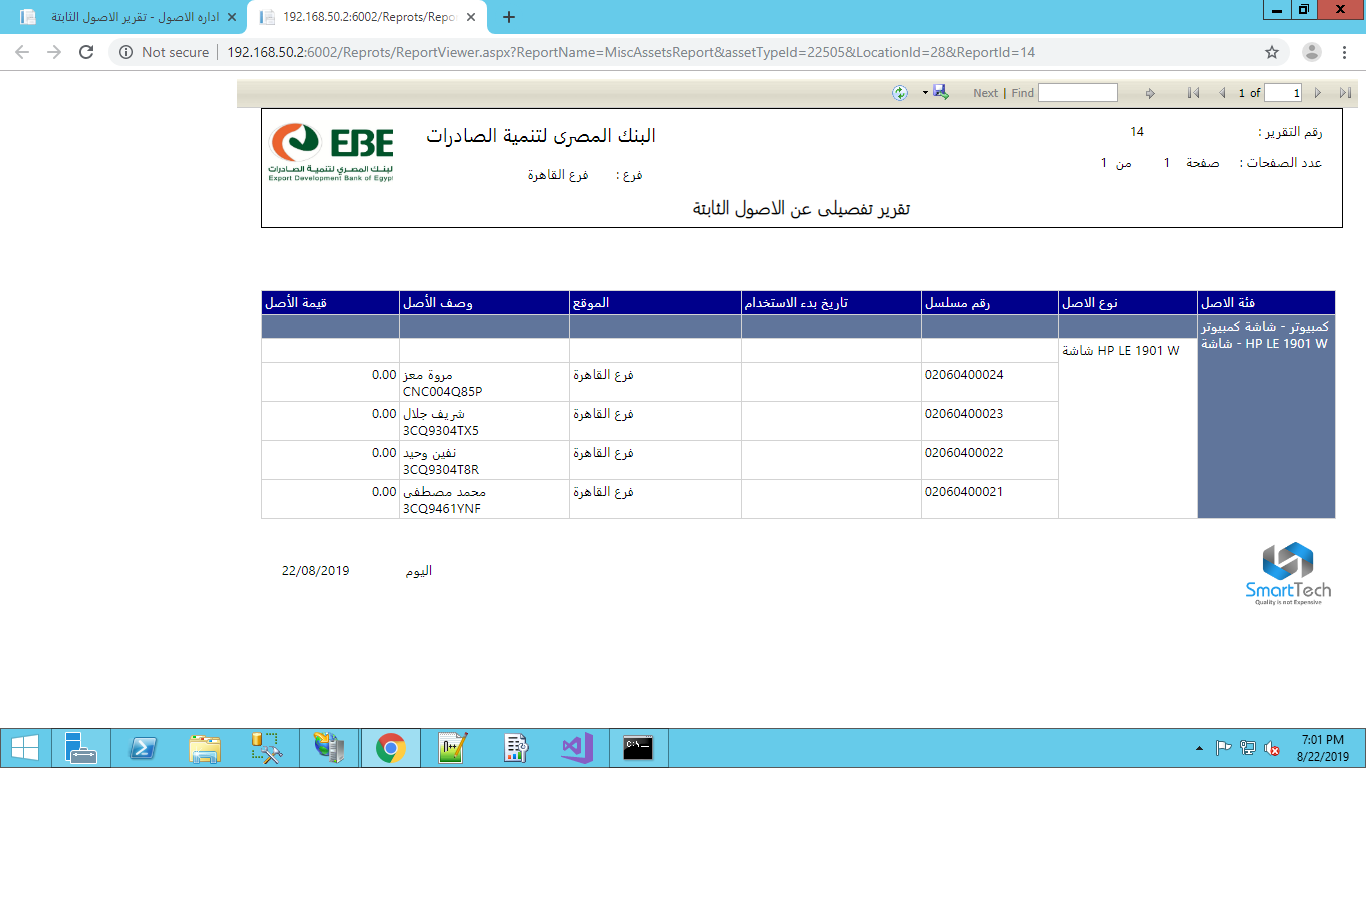 اداره الاصول - تقرير الاصول الثابتة
192.168.50.2:6002/Reprots/Repo
Not secure
192.168.50.2:6002/Reprots/ReportViewer.aspx?ReportName=MiscAssetsReport&assetTypeId=22505&LocationId=28&ReportId=14
Next | Find
1 of 1
EBE
البنك المصري لتنمية الصادرات
Export Development Bank of Egypt
البنك المصرى لتنمية الصادرات
فرع : فرع القاهرة
رقم التقرير : 14
عدد الصفحات : صفحة 1 من 1
تقرير تفصيلى عن الاصول الثابتة
فئة الاصل نوع الاصل رقم مسلسل تاريخ بدء الاستخدام الموقع وصف الأصل قيمة الأصل
كمبيوتر - شاشة كمبيوتر
شاشة - HP LE 1901 W
شاشة HP LE 1901 W
02060400024 فرع القاهرة مروة معز 0.00
CNC004Q85P
02060400023 فرع القاهرة شريف جلال 0.00
3CQ9304TX5
02060400022 فرع القاهرة نفين وحيد 0.00
3CQ9304T8R
02060400021 فرع القاهرة محمد مصطفى 0.00
3CQ9461YNF
اليوم 22/08/2019
SmartTech
Quality is not Expensive
N++
C:\
7:01 PM
8/22/2019